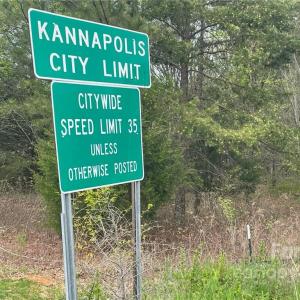 KANNAPOLIS
CITY LIMIT
CITYWIDE
SPEED LIMIT 35
UNLESS
OTHERWISE POSTED